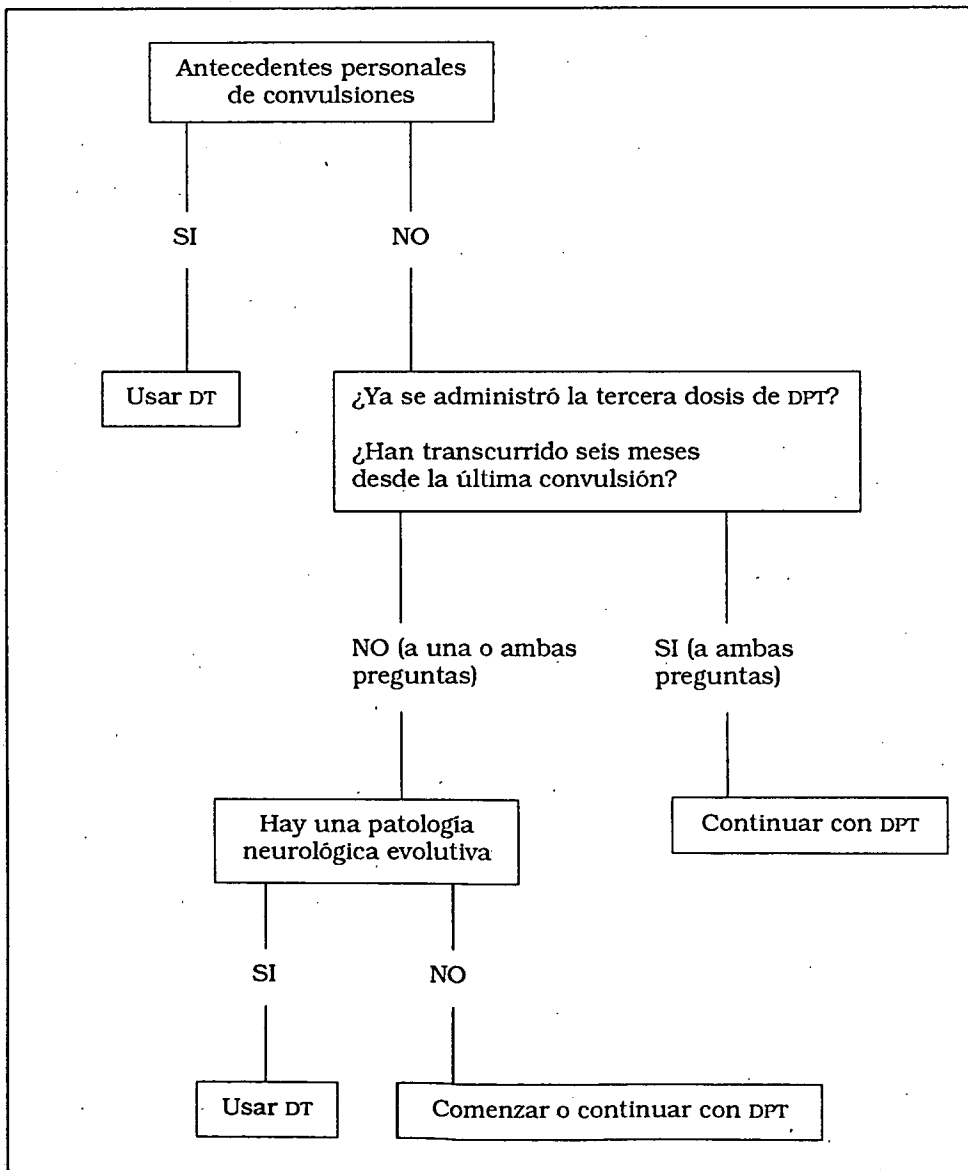 Antecedentes personales
de convulsiones
SI
NO
Usar DT
¿Ya se administró la tercera dosis de DPT?
¿Han transcurrido seis meses
desde la última convulsión?
NO (a una o ambas
preguntas)
SI (a ambas
preguntas)
Hay una patología
neurológica evolutiva
Continuar con DPT
SI
NO
Usar DT
Comenzar o continuar con DPT